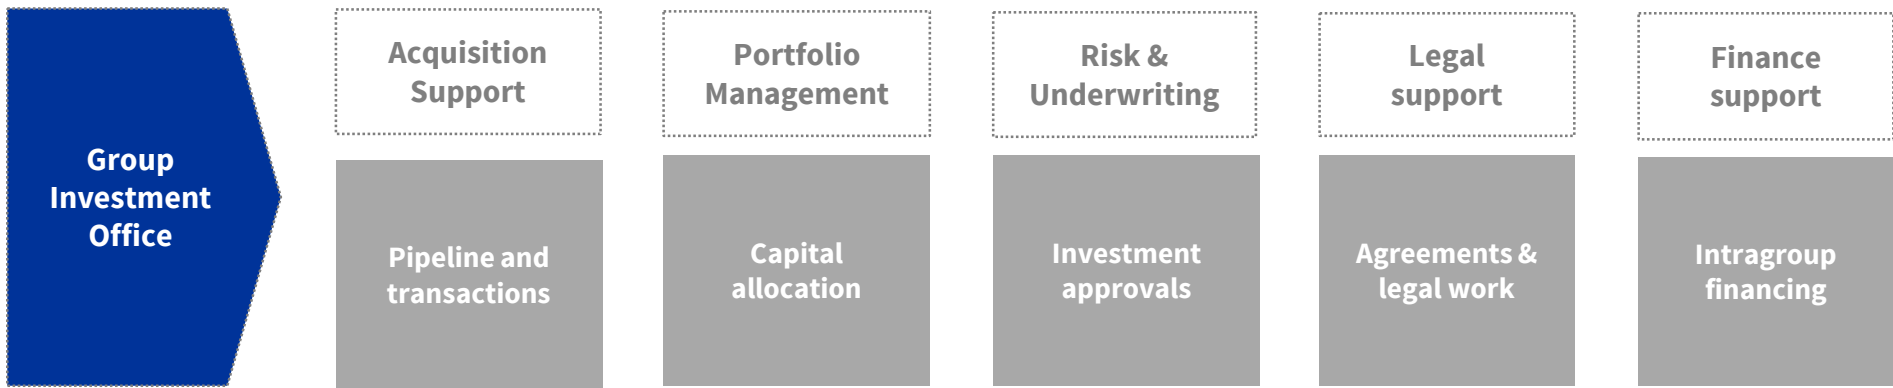 Group
Investment
Office
Acquisition
Support
Portfolio
Management
Risk &
Underwriting
Legal
support
Finance
support
Pipeline and
transactions
Capital
allocation
Investment
approvals
Agreements &
legal work
Intragroup
financing